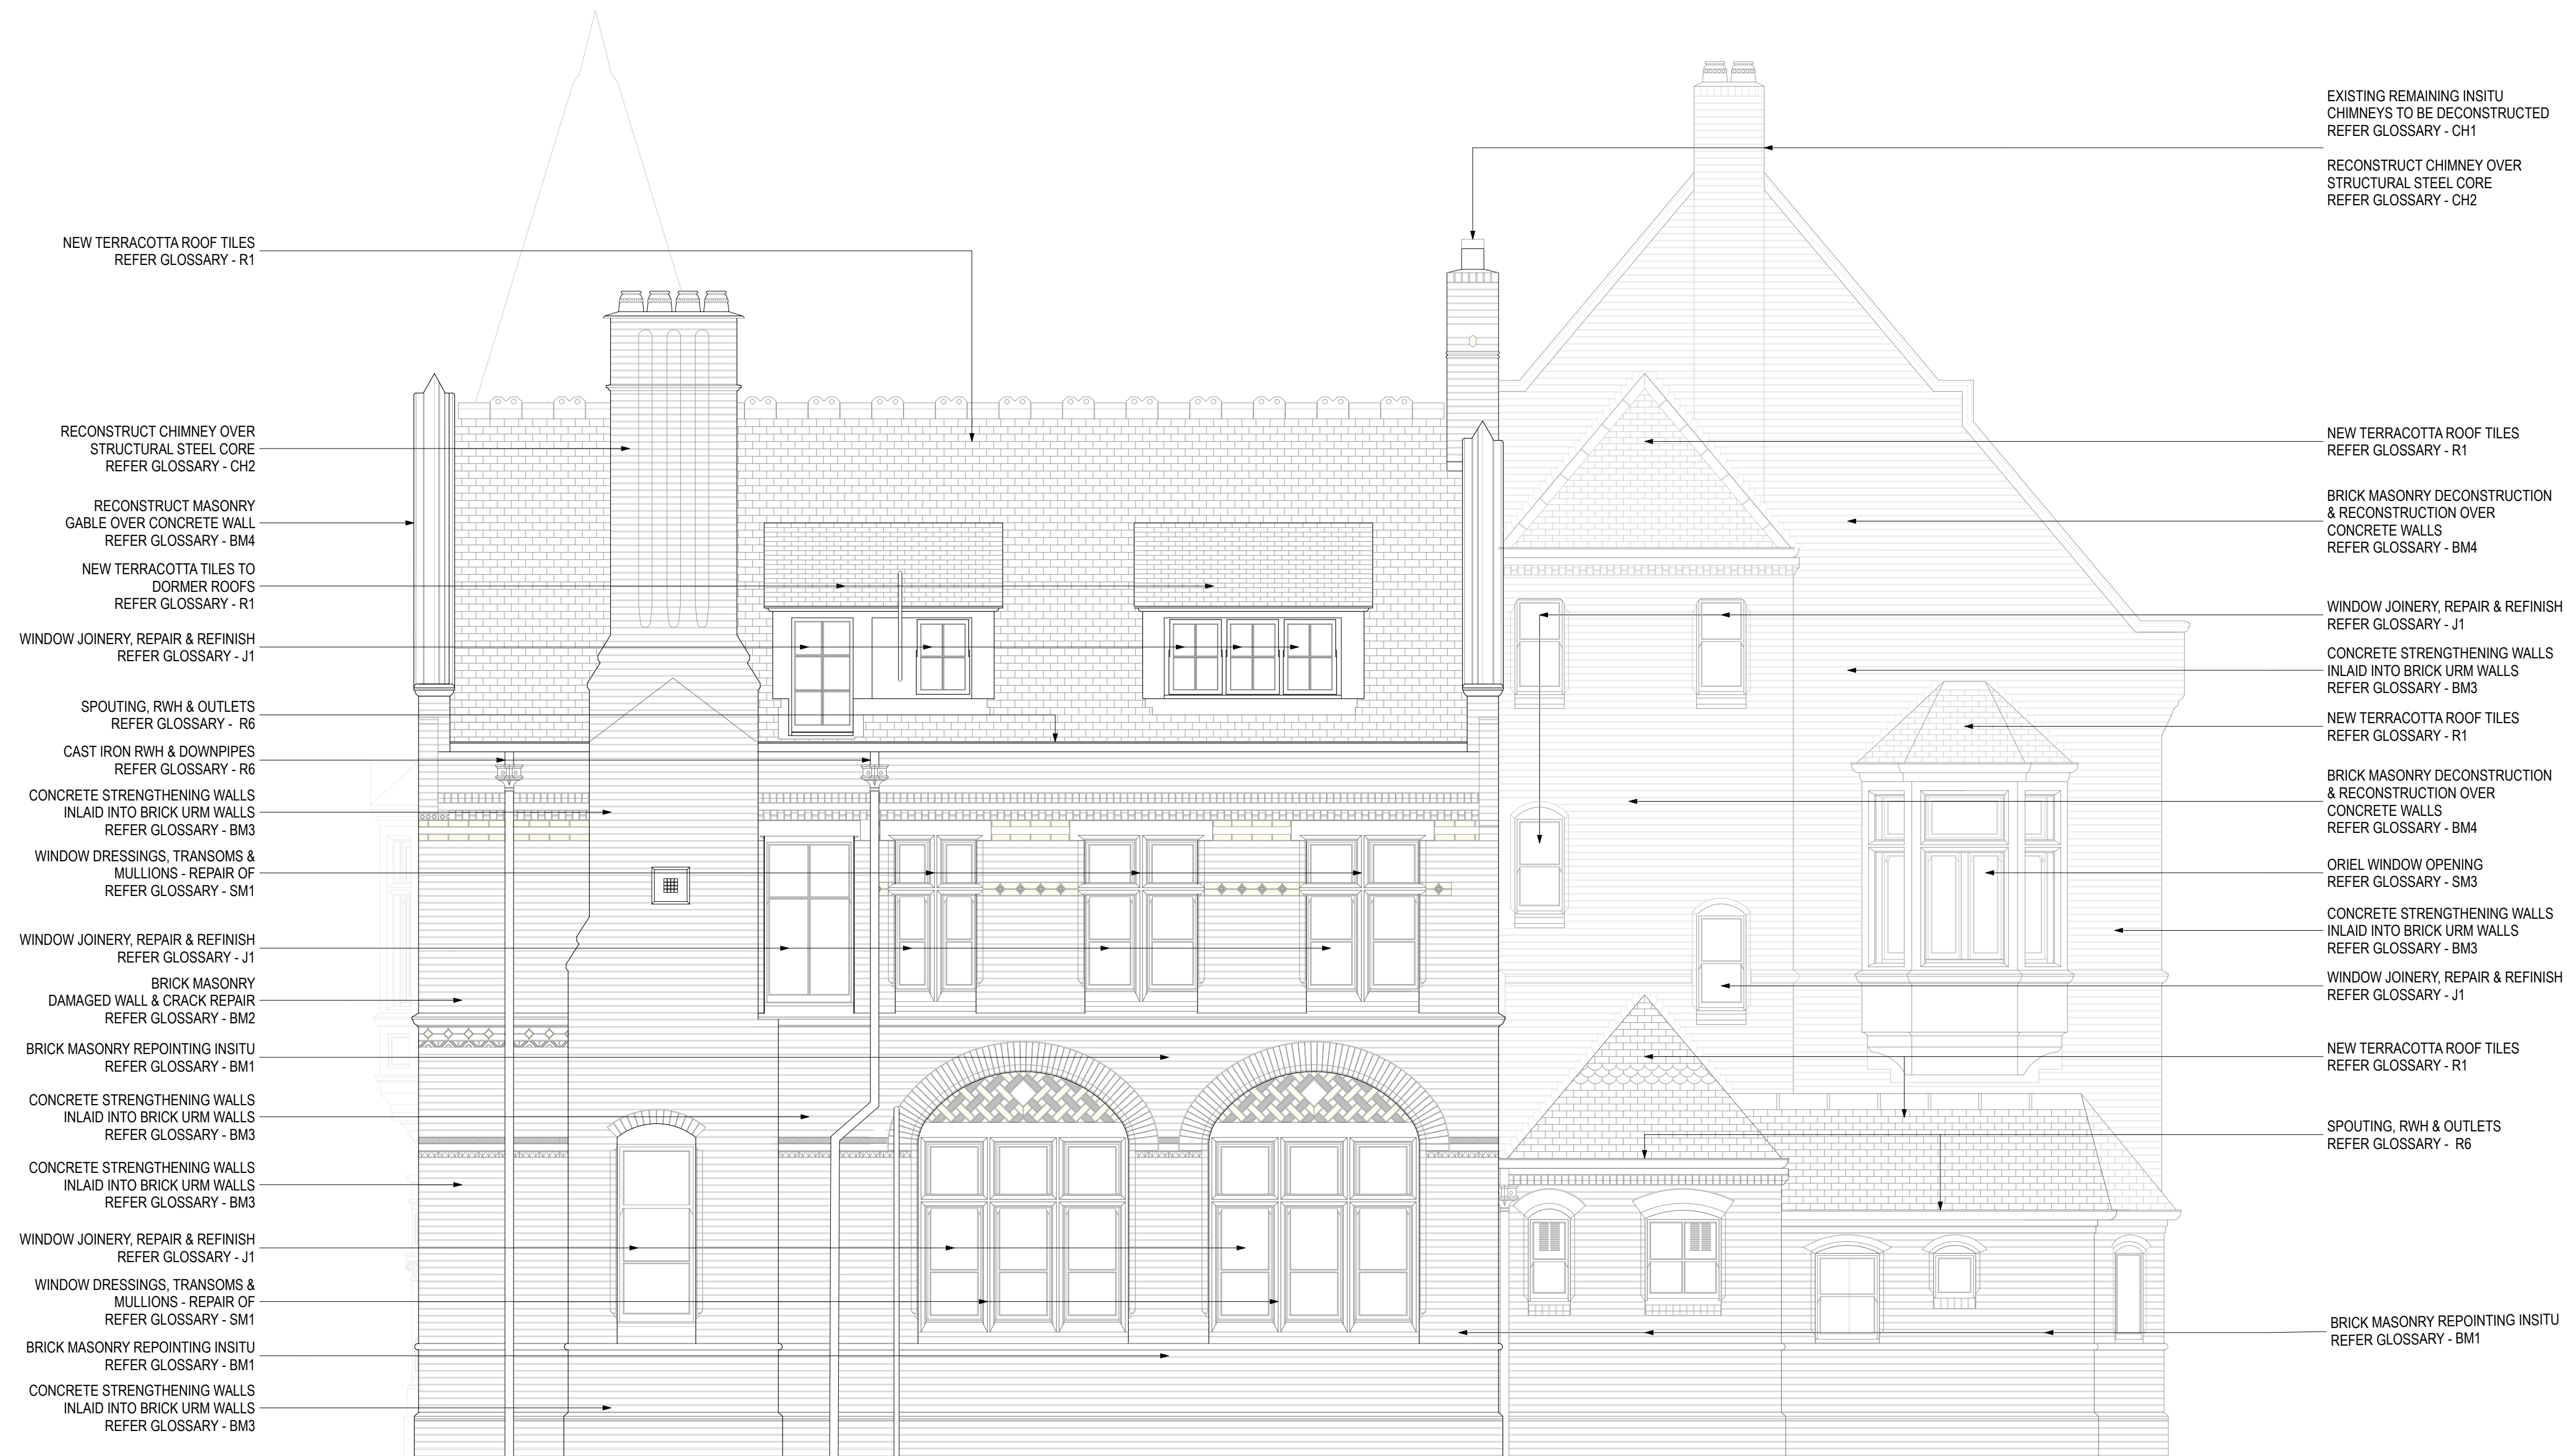 NEW TERRACOTTA ROOF TILES
REFER GLOSSARY - R1
RECONSTRUCT CHIMNEY OVER
STRUCTURAL STEEL CORE
REFER GLOSSARY - CH2
RECONSTRUCT MASONRY
GABLE OVER CONCRETE WALL
REFER GLOSSARY - BM4
NEW TERRACOTTA TILES TO
DORMER ROOFS
REFER GLOSSARY - R1
WINDOW JOINERY, REPAIR & REFINISH
REFER GLOSSARY - J1
SPOUTING, RWH & OUTLETS
REFER GLOSSARY - R6
CAST IRON RWH & DOWNPIPES
REFER GLOSSARY - R6
CONCRETE STRENGTHENING WALLS
INLAID INTO BRICK URM WALLS
REFER GLOSSARY - BM3
WINDOW DRESSINGS, TRANSOMS &
MULLIONS - REPAIR OF
REFER GLOSSARY - SM1
WINDOW JOINERY, REPAIR & REFINISH
REFER GLOSSARY - J1
BRICK MASONRY
DAMAGED WALL & CRACK REPAIR
REFER GLOSSARY - BM2
BRICK MASONRY REPOINTING INSITU
REFER GLOSSARY - BM1
CONCRETE STRENGTHENING WALLS
INLAID INTO BRICK URM WALLS
REFER GLOSSARY - BM3
CONCRETE STRENGTHENING WALLS
INLAID INTO BRICK URM WALLS
REFER GLOSSARY - BM3
WINDOW JOINERY, REPAIR & REFINISH
REFER GLOSSARY - J1
WINDOW DRESSINGS, TRANSOMS &
MULLIONS - REPAIR OF
REFER GLOSSARY - SM1
BRICK MASONRY REPOINTING INSITU
REFER GLOSSARY - BM1
CONCRETE STRENGTHENING WALLS
INLAID INTO BRICK URM WALLS
REFER GLOSSARY - BM3
EXISTING REMAINING INSITU
CHIMNEYS TO BE DECONSTRUCTED
REFER GLOSSARY - CH1
RECONSTRUCT CHIMNEY OVER
STRUCTURAL STEEL CORE
REFER GLOSSARY - CH2
NEW TERRACOTTA ROOF TILES
REFER GLOSSARY - R1
BRICK MASONRY DECONSTRUCTION
& RECONSTRUCTION OVER
CONCRETE WALLS
REFER GLOSSARY - BM4
WINDOW JOINERY, REPAIR & REFINISH
REFER GLOSSARY - J1
CONCRETE STRENGTHENING WALLS
INLAID INTO BRICK URM WALLS
REFER GLOSSARY - BM3
NEW TERRACOTTA ROOF TILES
REFER GLOSSARY - R1
BRICK MASONRY DECONSTRUCTION
& RECONSTRUCTION OVER
CONCRETE WALLS
REFER GLOSSARY - BM4
ORIEL WINDOW OPENING
REFER GLOSSARY - SM3
CONCRETE STRENGTHENING WALLS
INLAID INTO BRICK URM WALLS
REFER GLOSSARY - BM3
WINDOW JOINERY, REPAIR & REFINISH
REFER GLOSSARY - J1
NEW TERRACOTTA ROOF TILES
REFER GLOSSARY - R1
SPOUTING, RWH & OUTLETS
REFER GLOSSARY - R6
BRICK MASONRY REPOINTING INSITU
REFER GLOSSARY - BM1